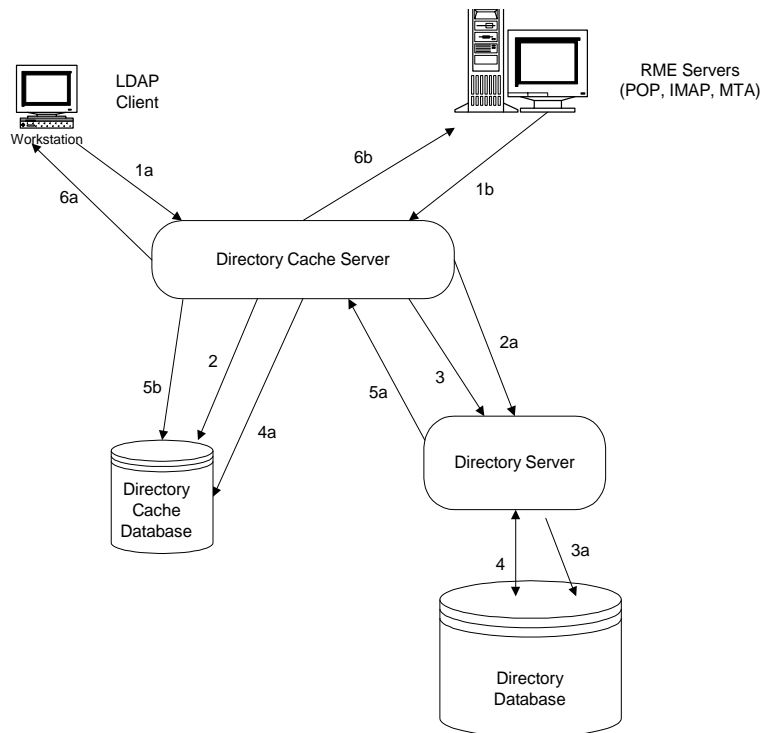 LDAP
Client
RME Servers
(POP, IMAP, MTA)
Workstation
1a
6b
6a
1b
Directory Cache Server
2a
2
3
5b
5a
4a
Directory Server
Directory
Cache
Database
4
3a
Directory
Database